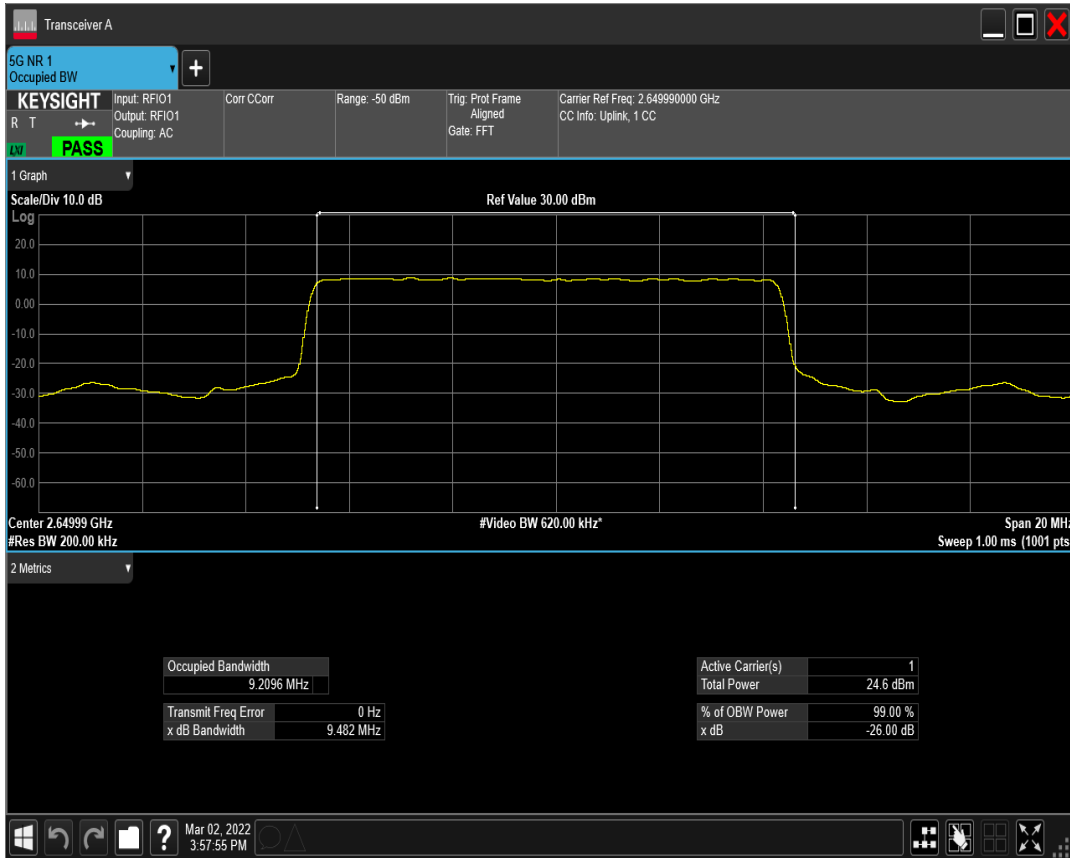 Transceiver A
5G NR 1
Occupied BW
KEYSIGHT
R T
LXI
PASS
Input: RFIO1
Output: RFIO1
Coupling: AC
Corr CCorr
Range: -50 dBm
Trig: Prot Frame
Aligned
Gate: FFT
Carrier Ref Freq: 2.649990000 GHz
CC Info: Uplink, 1 CC
1 Graph
Scale/Div 10.0 dB
Ref Value 30.00 dBm
Log
20.0
10.0
0.00
-10.0
-20.0
-30.0
-40.0
-50.0
-60.0
Center 2.64999 GHz
#Video BW 620.00 kHz*
Span 20 MHz
#Res BW 200.00 kHz
Sweep 1.00 ms (1001 pts
2 Metrics
Occupied Bandwidth
9.2096 MHz
Transmit Freq Error 0 Hz
x dB Bandwidth 9.482 MHz
Active Carrier(s) 1
Total Power 24.6 dBm
% of OBW Power 99.00 %
x dB -26.00 dB
?
Mar 02, 2022
3:57:55 PM